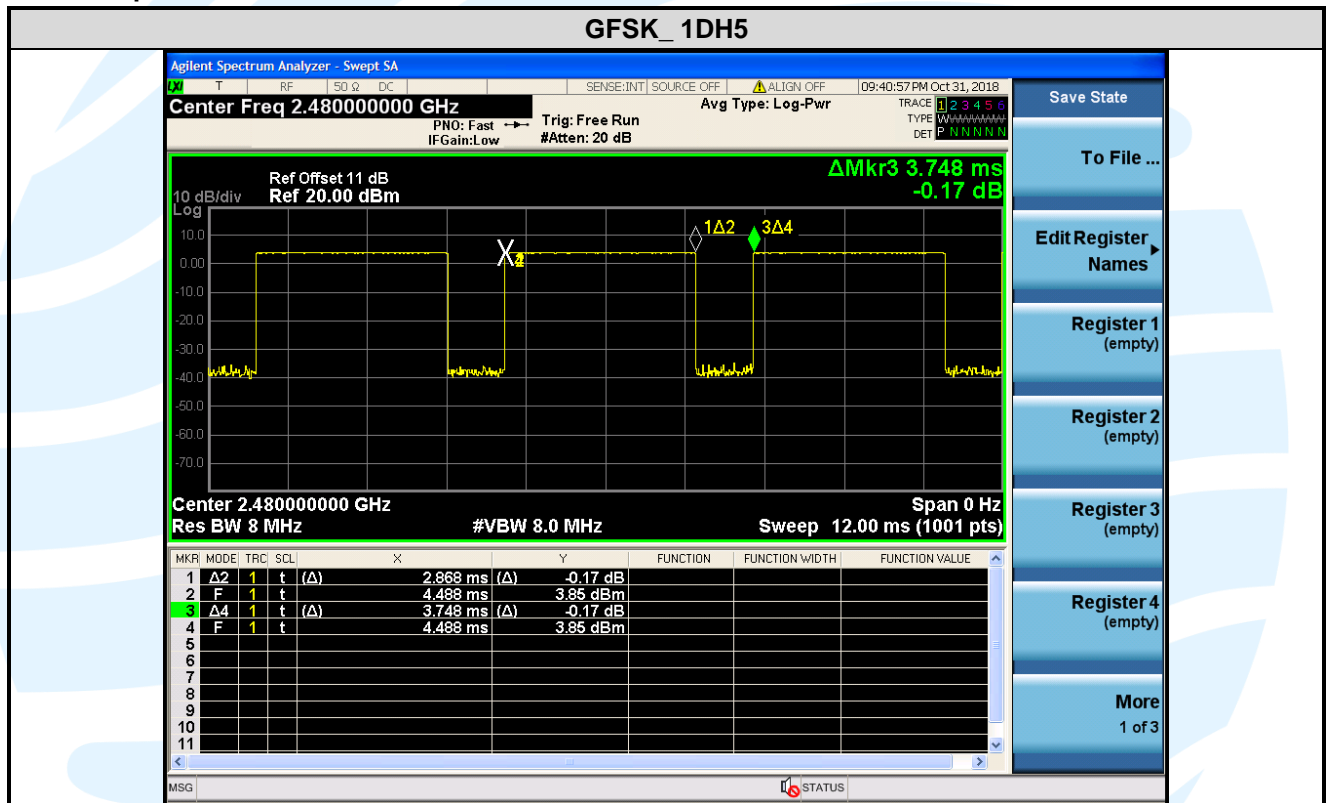 GFSK_ 1DH5
Agilent Spectrum Analyzer - Swept SA
LXI T RF 50 Ω DC SENSE:INT SOURCE OFF ALIGN OFF 09:40:57 PM Oct 31, 2018
Center Freq 2.480000000 GHz
PNO: Fast
IFGain:Low
Trig: Free Run
#Atten: 20 dB
Avg Type: Log-Pwr
TRACE 1 2 3 4 5 6
TYPE WWWWWW
DET P N N N N N
ΔMkr3 3.748 ms
-0.17 dB
Ref Offset 11 dB
10 dB/div Ref 20.00 dBm
Log
10.0
0.00
-10.0
-20.0
-30.0
-40.0
-50.0
-60.0
-70.0
1Δ2 3Δ4
Center 2.480000000 GHz Span 0 Hz
Res BW 8 MHz #VBW 8.0 MHz Sweep 12.00 ms (1001 pts)
MKR MODE TRC SCL X Y FUNCTION FUNCTION WIDTH FUNCTION VALUE
1 Δ2 1 t (Δ) 2.868 ms (Δ) -0.17 dB
2 F 1 t 4.488 ms 3.85 dBm
3 Δ4 1 t (Δ) 3.748 ms (Δ) -0.17 dB
4 F 1 t 4.488 ms 3.85 dBm
5
6
7
8
9
10
11
MSG STATUS
Save State
To File ...
Edit Register
Names
Register 1
(empty)
Register 2
(empty)
Register 3
(empty)
Register 4
(empty)
More
1 of 3